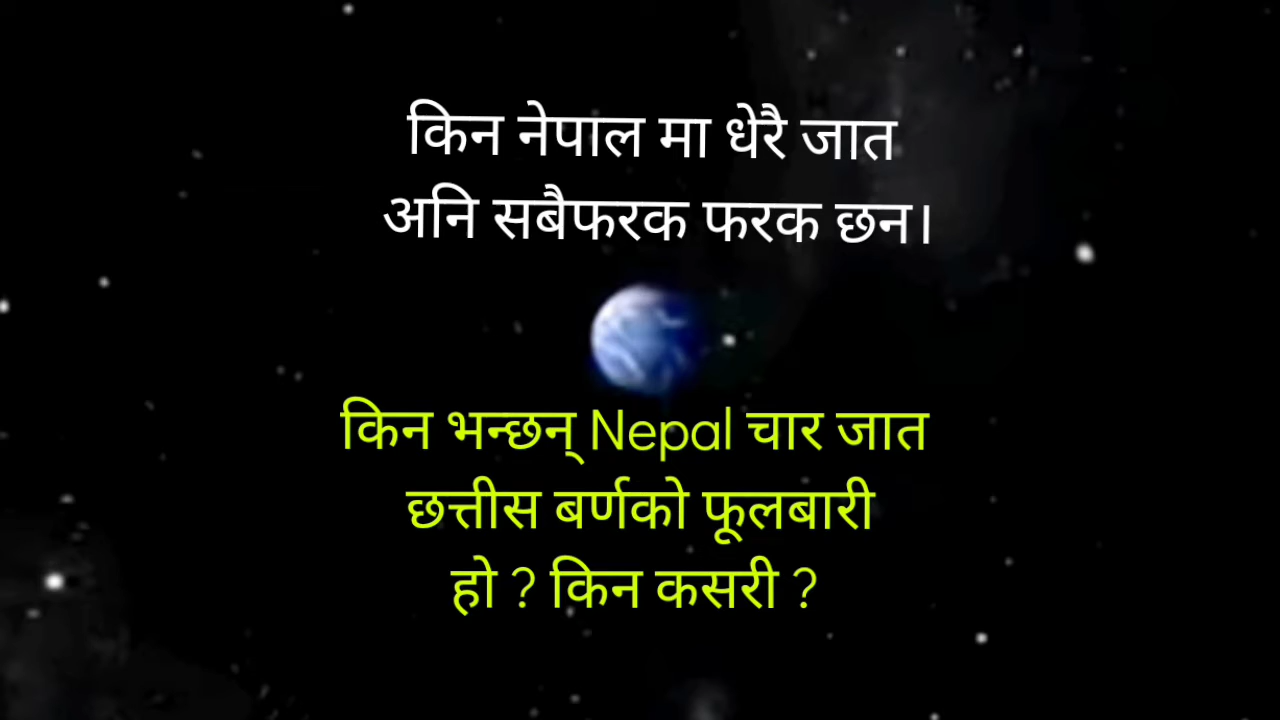 किन नेपाल मा धेरै जात
अनि सबैफरक फरक छन।
किन भन्छन् Nepal चार जात
छत्तीस बर्णको फूलबारी
हो ? किन कसरी ?